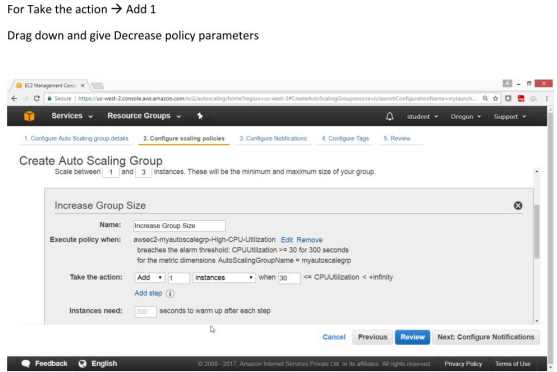 For Take the action → Add 1
Drag down and give Decrease policy parameters
EC2 Management Consol
Secure https://us-west-2.console.aws.amazon.com/ec2/autoscaling/home?region=us-west-2#CreateAutoScalingGroup:source=lc;launchConfigurationName=mylaunch...
Services Resource Groups student Oregon Support
1. Configure Auto Scaling group details 2. Configure scaling policies 3. Configure Notifications 4. Configure Tags 5. Review
Create Auto Scaling Group
Scale between 1 and 3 instances. These will be the minimum and maximum size of your group.
Increase Group Size
Name: Increase Group Size
Execute policy when: awsec2-myautoscalegrp-High-CPU-Utilization Edit Remove
breaches the alarm threshold: CPUUtilization >= 30 for 300 seconds
for the metric dimensions AutoScalingGroupName = myautoscalegrp
Take the action: Add 1 instances when 30 <= CPUUtilization < +infinity
Add step i
Instances need: 300 seconds to warm up after each step
Cancel Previous Review Next: Configure Notifications
Feedback English © 2008 - 2017, Amazon Internet Services Private Ltd. or its affiliates. All rights reserved. Privacy Policy Terms of Use